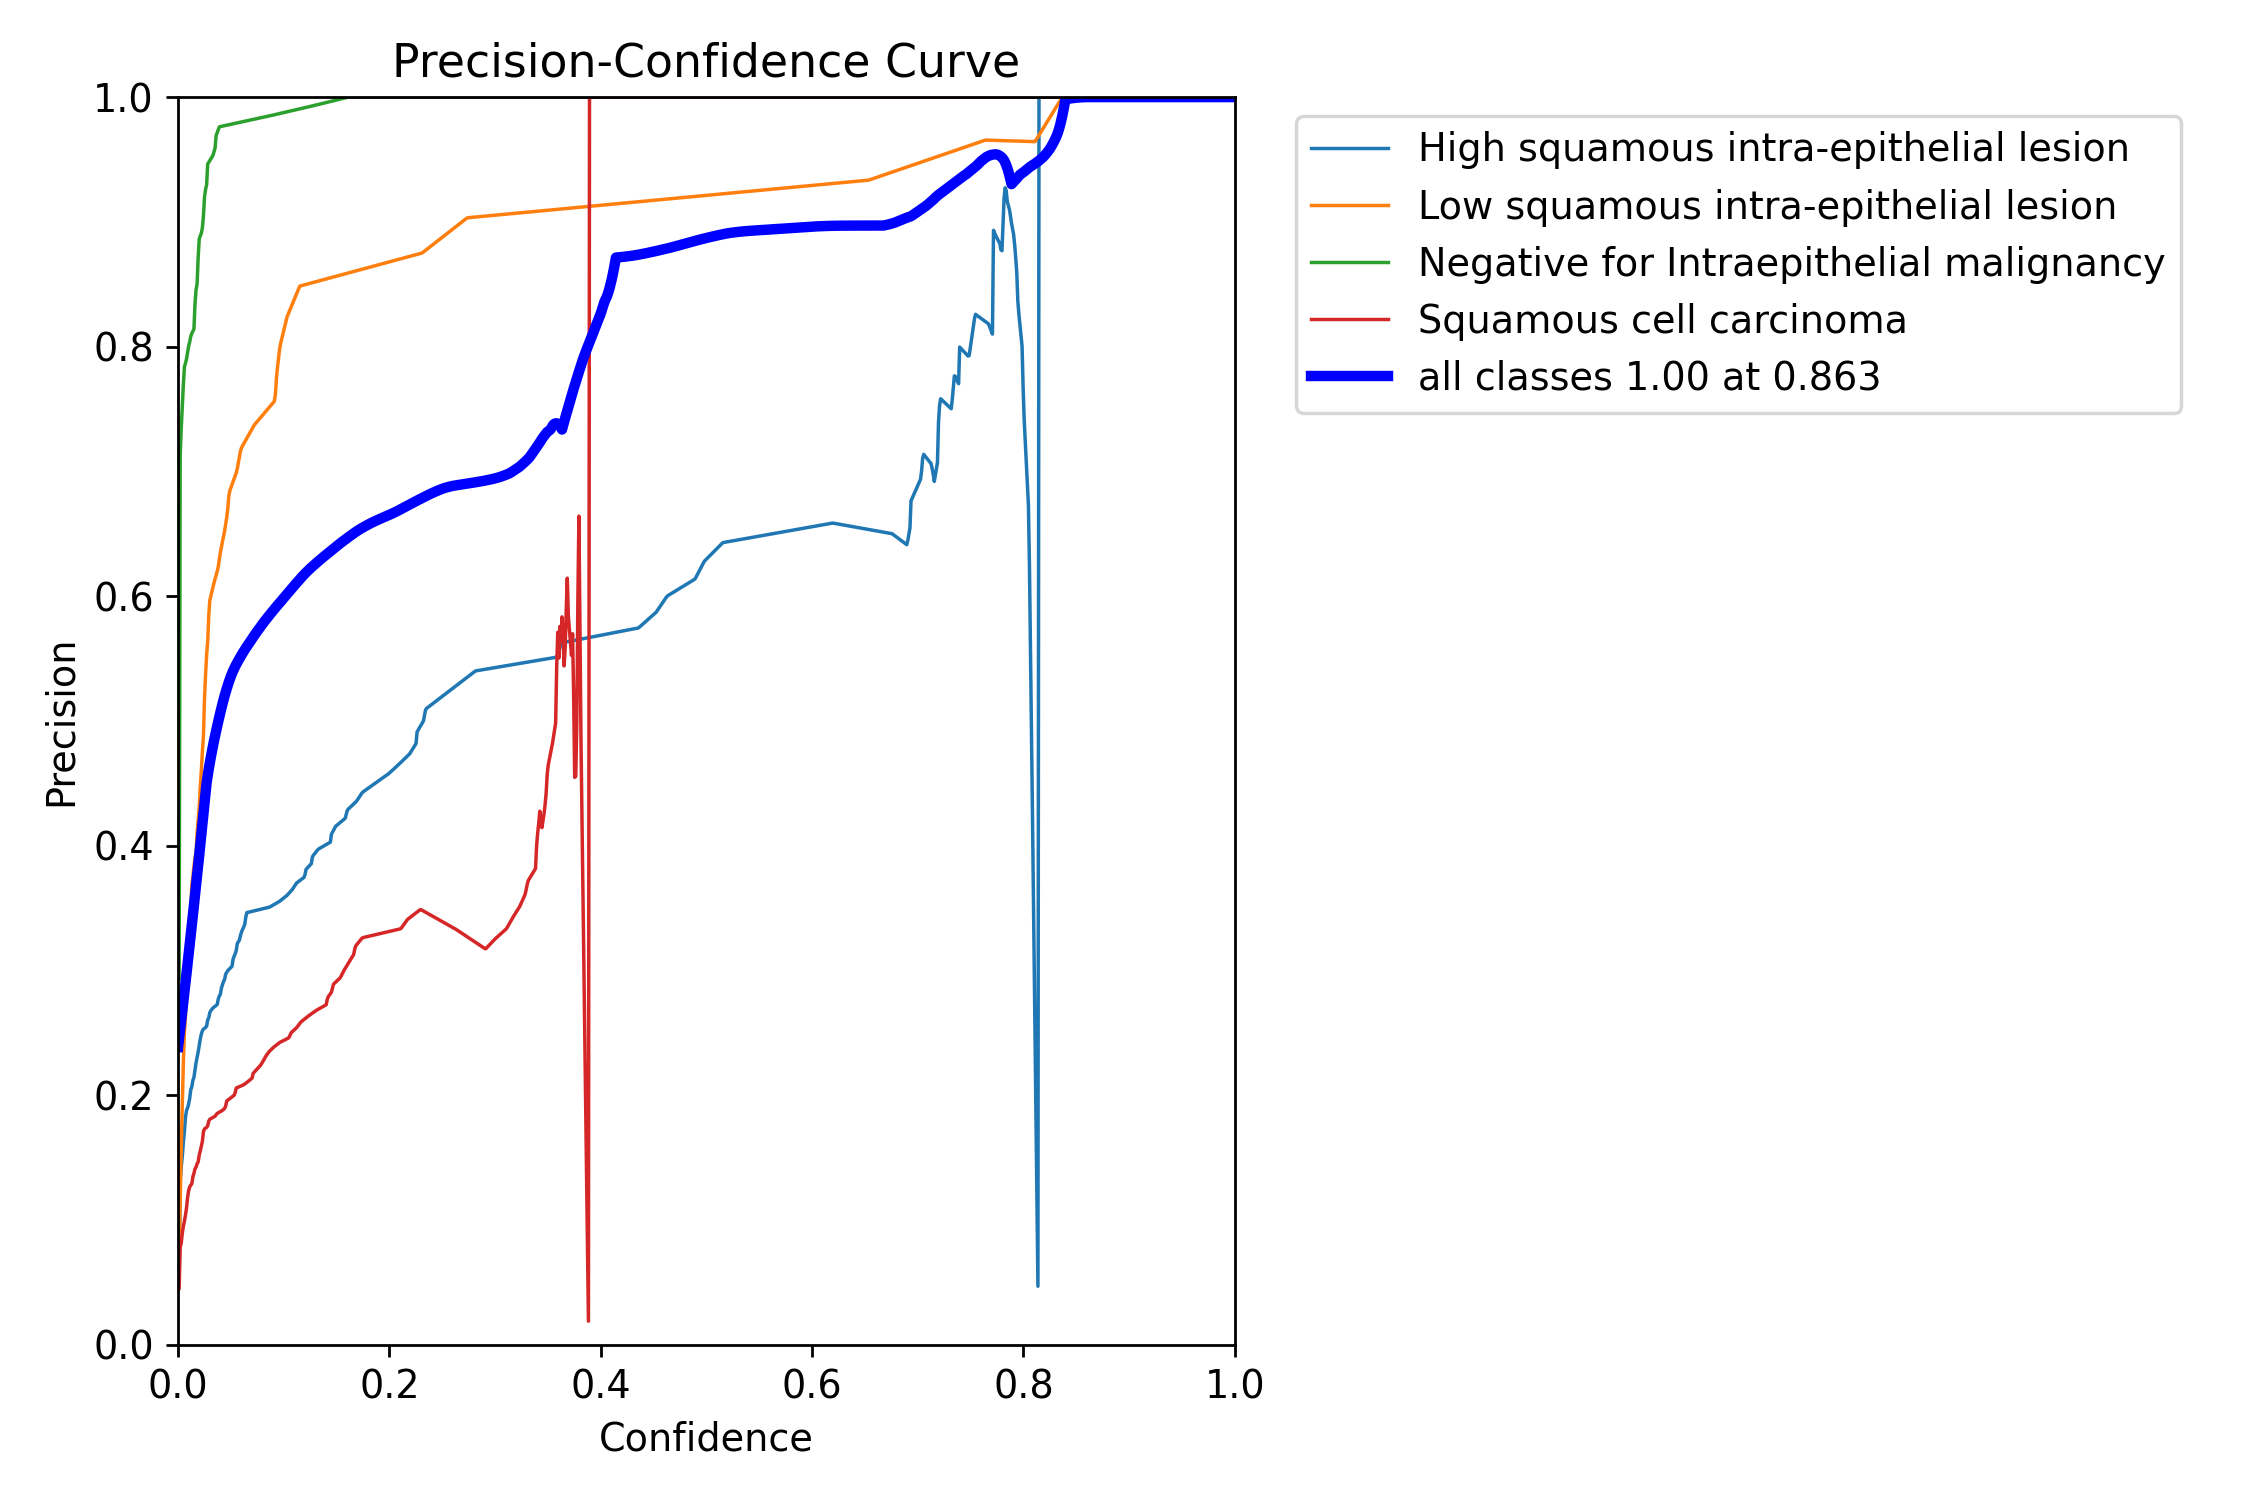 Precision-Confidence Curve
1.0
0.8
0.6
0.4
0.2
0.0
Precision
0.0 0.2 0.4 0.6 0.8 1.0
Confidence
High squamous intra-epithelial lesion
Low squamous intra-epithelial lesion
Negative for Intraepithelial malignancy
Squamous cell carcinoma
all classes 1.00 at 0.863